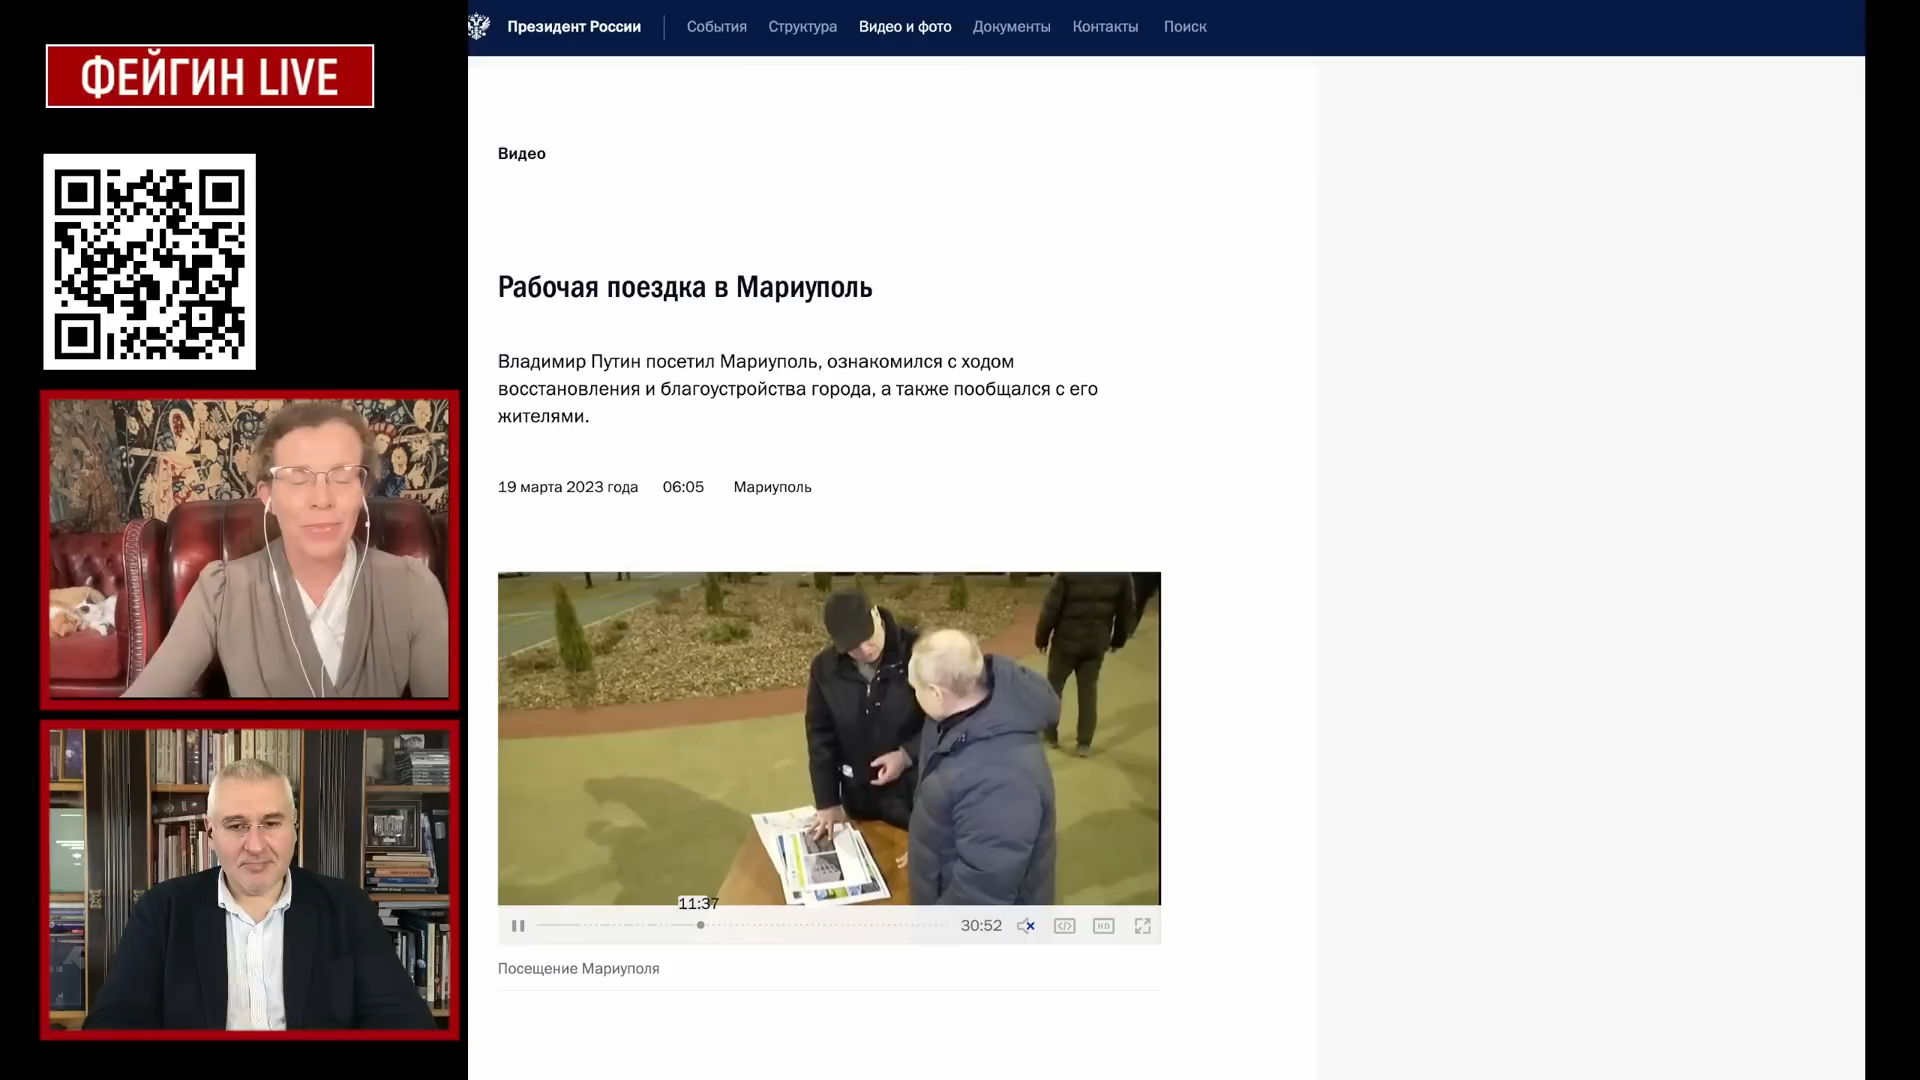 ФЕЙГИН LIVE
Президент России
События
Структура
Видео и фото
Документы
Контакты
Поиск
Видео
Рабочая поездка в Мариуполь
Владимир Путин посетил Мариуполь, ознакомился с ходом
восстановления и благоустройства города, а также пообщался с его
жителями.
19 марта 2023 года 06:05 Мариуполь
11:37
30:52
HD
Посещение Мариуполя